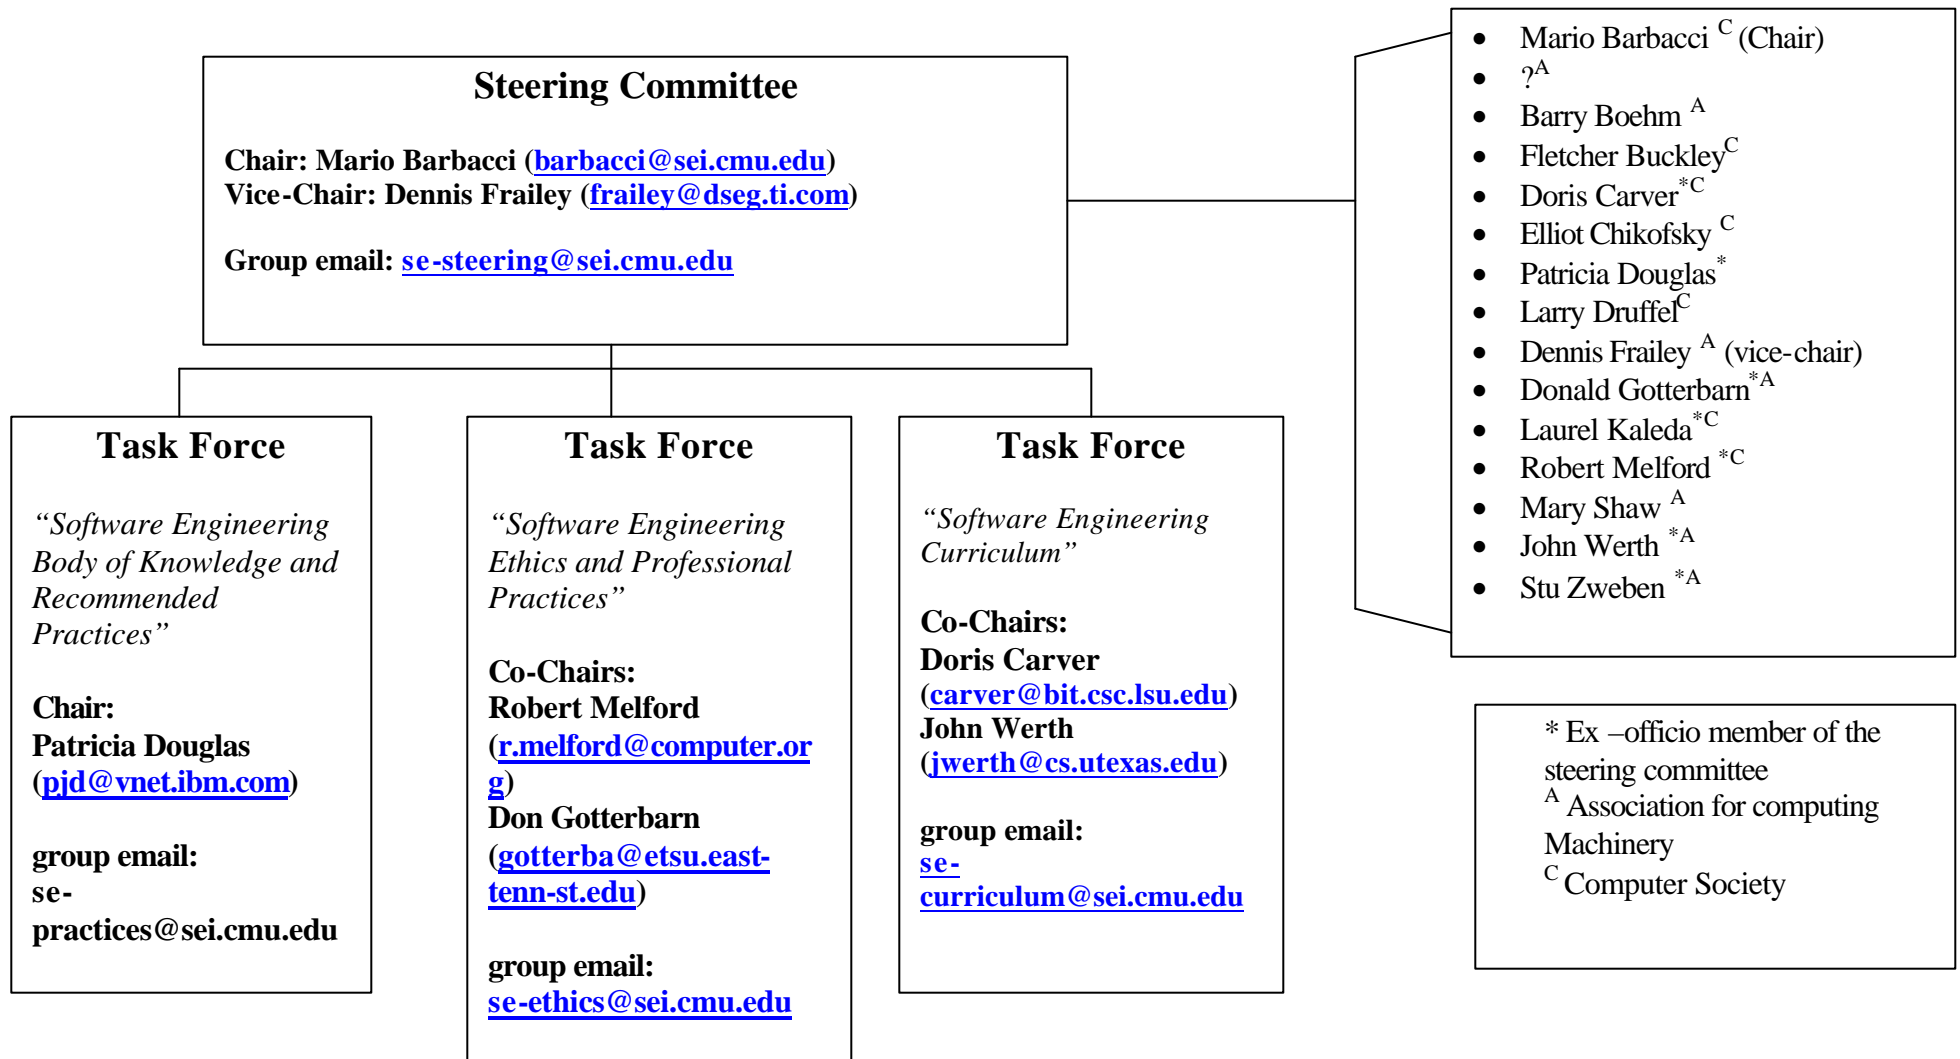 Steering Committee
Chair: Mario Barbacci (barbacci@sei.cmu.edu)
Vice-Chair: Dennis Frailey (frailey@dseg.ti.com)
Group email: se-steering@sei.cmu.edu
• Mario Barbacci C (Chair)
• ?A
• Barry Boehm A
• Fletcher BuckleyC
• Doris Carver*C
• Elliot Chikofsky C
• Patricia Douglas*
• Larry DruffelC
• Dennis Frailey A (vice-chair)
• Donald Gotterbarn*A
• Laurel Kaleda*C
• Robert Melford *C
• Mary Shaw A
• John Werth *A
• Stu Zweben *A
Task Force
“Software Engineering
Body of Knowledge and
Recommended
Practices”
Chair:
Patricia Douglas
(pjd@vnet.ibm.com)
group email:
se-
practices@sei.cmu.edu
Task Force
“Software Engineering
Ethics and Professional
Practices”
Co-Chairs:
Robert Melford
(r.melford@computer.or
g)
Don Gotterbarn
(gotterba@etsu.east-
tenn-st.edu)
group email:
se-ethics@sei.cmu.edu
Task Force
“Software Engineering
Curriculum”
Co-Chairs:
Doris Carver
(carver@bit.csc.lsu.edu)
John Werth
(jwerth@cs.utexas.edu)
group email:
se-
curriculum@sei.cmu.edu
* Ex –officio member of the
steering committee
A Association for computing
Machinery
C Computer Society